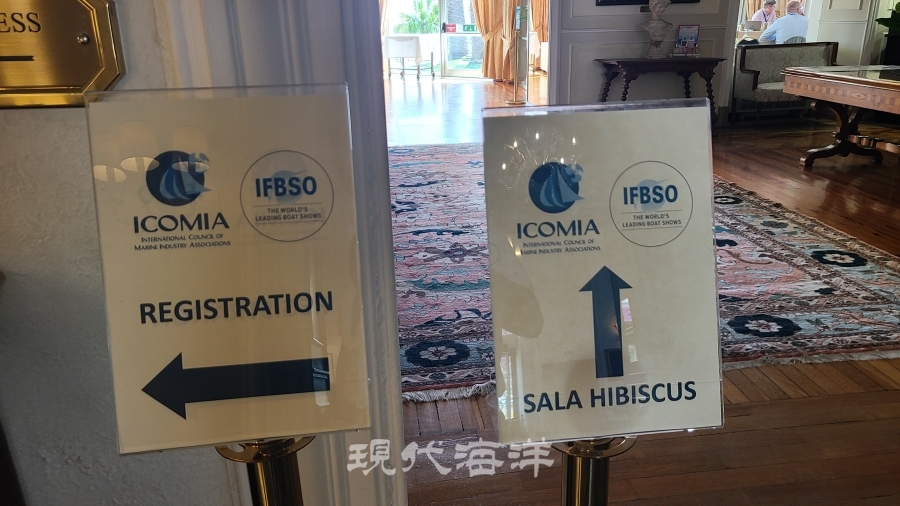 ESS
ICOMIA
INTERNATIONAL COUNCIL OF
MARINE INDUSTRY ASSOCIATIONS
IFBSO
THE WORLD'S
LEADING BOAT SHOWS
REGISTRATION
ICOMIA
INTERNATIONAL COUNCIL OF
MARINE INDUSTRY ASSOCIATIONS
IFBSO
THE WORLD'S
LEADING BOAT SHOWS
SALA HIBISCUS
現代海洋